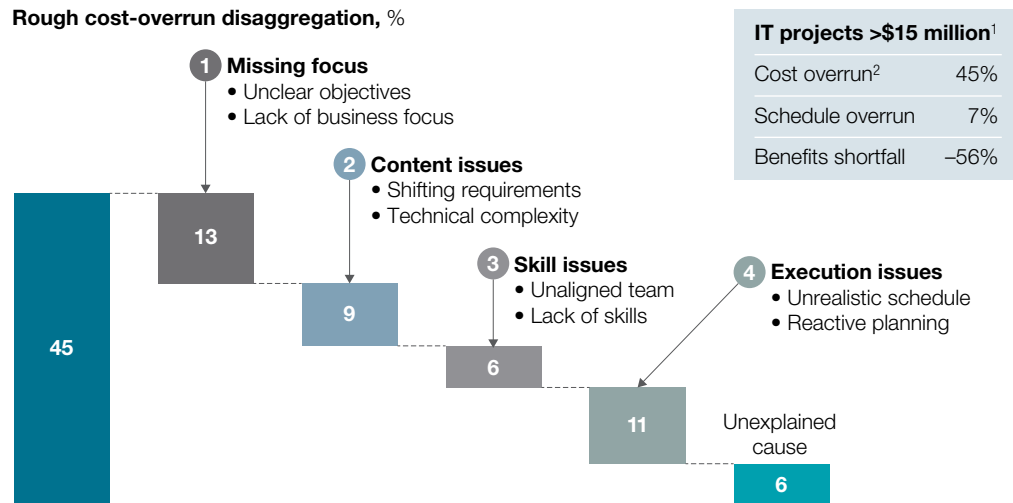 Rough cost-overrun disaggregation, %
IT projects >$15 million¹
Cost overrun² 45%
Schedule overrun 7%
Benefits shortfall –56%
1 Missing focus
• Unclear objectives
• Lack of business focus
2 Content issues
• Shifting requirements
• Technical complexity
3 Skill issues
• Unaligned team
• Lack of skills
4 Execution issues
• Unrealistic schedule
• Reactive planning
45
13
9
6
11
Unexplained
cause
6